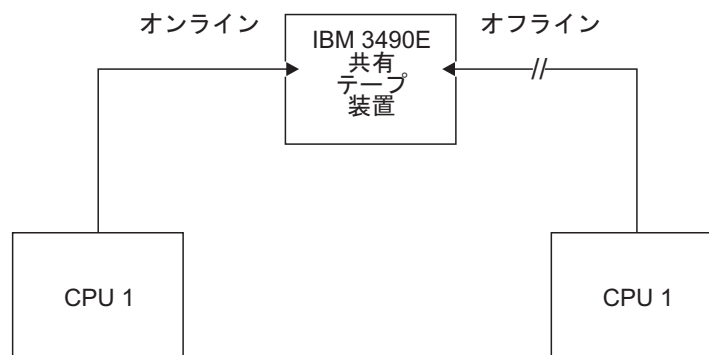 オンライン
IBM 3490E
共有
テープ
装置
オフライン
//
CPU 1
CPU 1